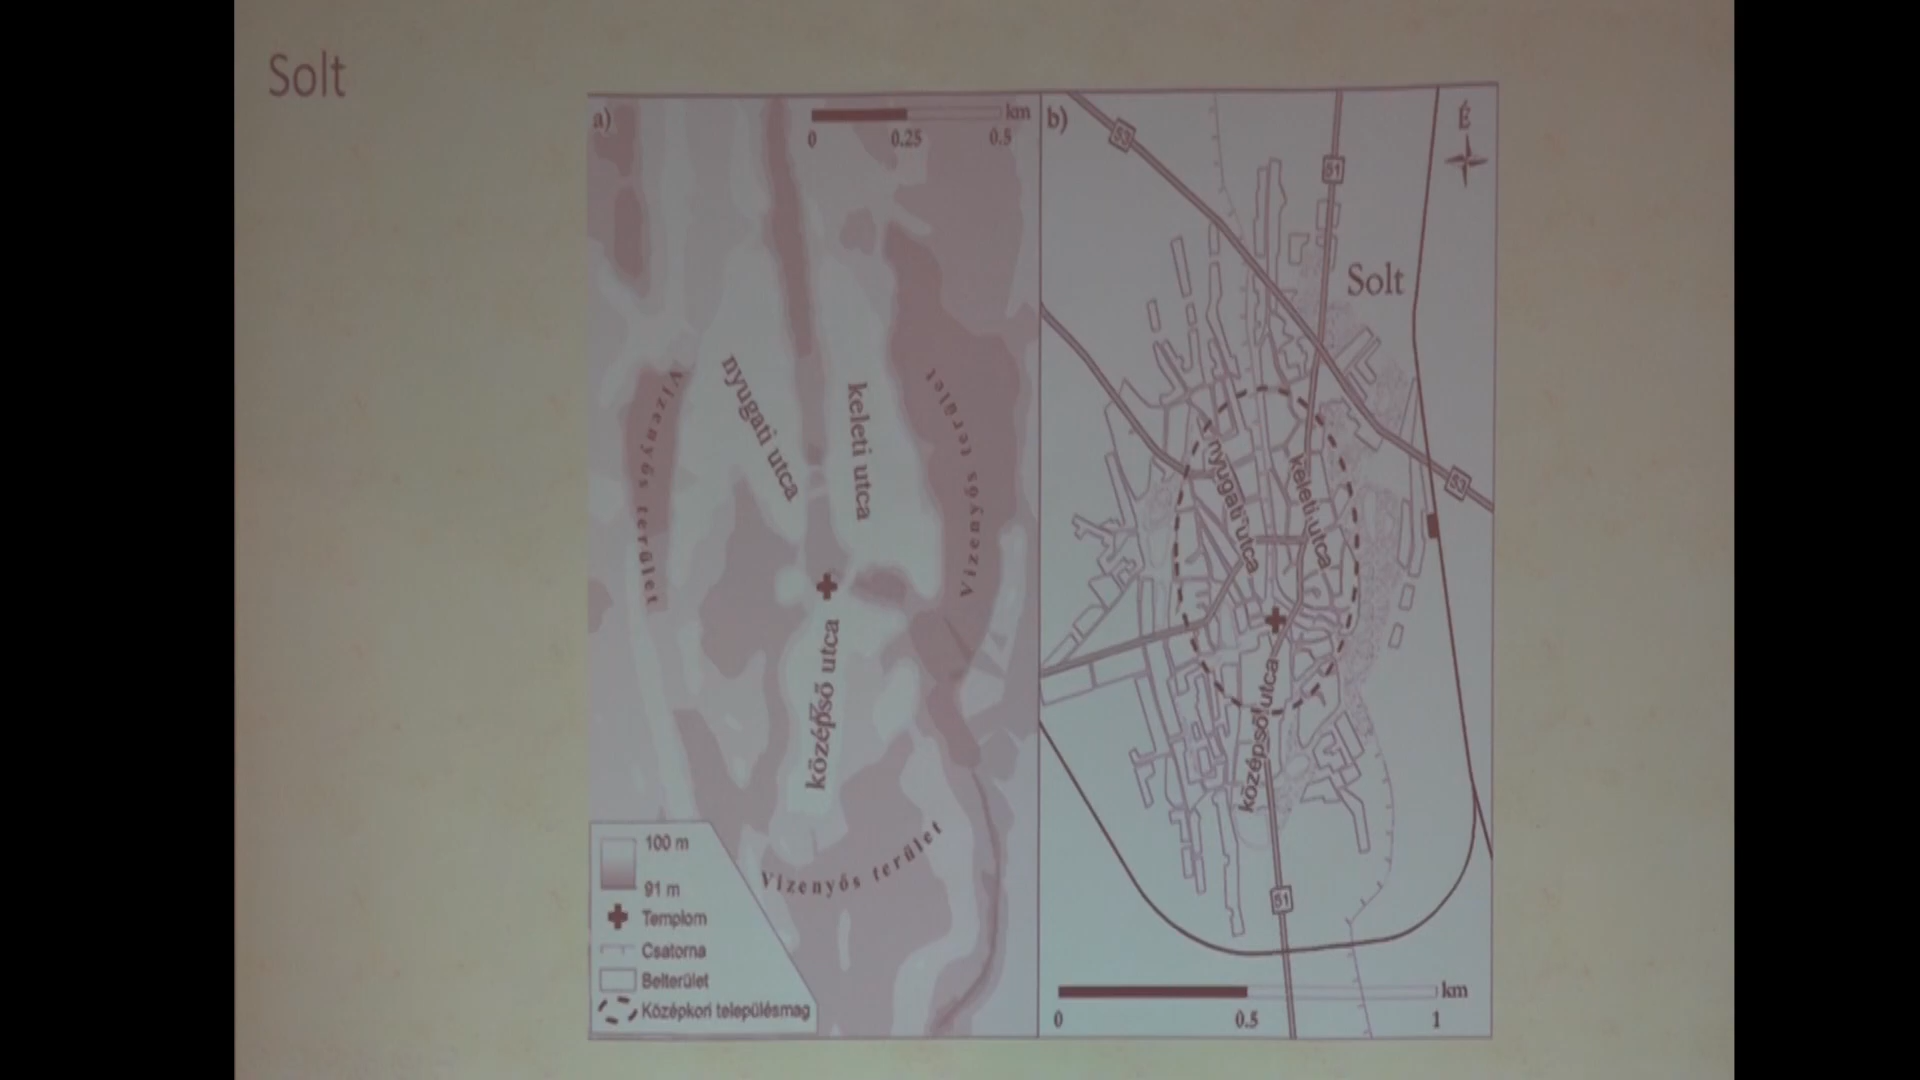 Solt
a)
km
0 0.25 0.5
nyugati utca
keleti utca
Vizenyős terület
Vizenyős terület
középső utca
Vizenyős terület
100 m
91 m
Templom
Csatorna
Belterület
Középkori településmag
b)
É
53
51
Solt
53
nyugati utca
keleti utca
középső utca
51
km
0 0.5 1